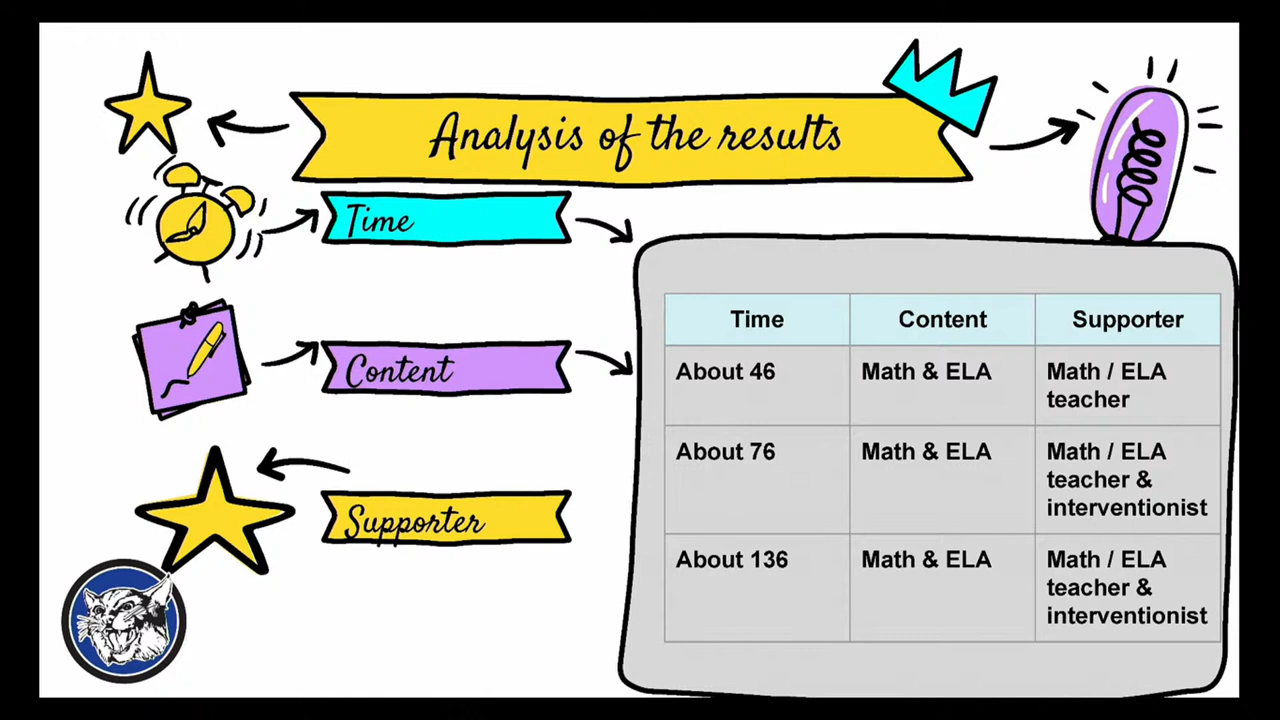 Analysis of the results
Time
Content
Supporter
Time Content Supporter
About 46 Math & ELA Math / ELA
teacher
About 76 Math & ELA Math / ELA
teacher &
interventionist
About 136 Math & ELA Math / ELA
teacher &
interventionist